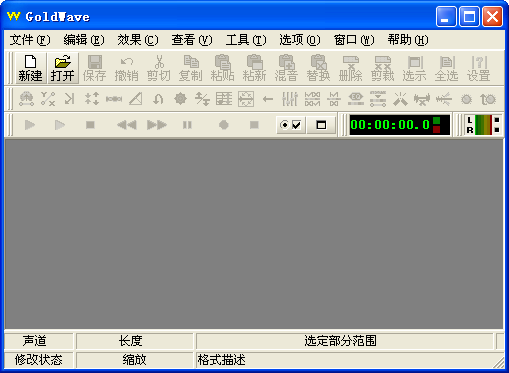 GoldWave
文件(F) 编辑(E) 效果(C) 查看(V) 工具(T) 选项(O) 窗口(W) 帮助(H)
新建 打开 保存 撤销 剪切 复制 粘贴 粘新 混音 替换 删除 剪裁 选示 全选 设置
00:00:00.0 L
R
声道 长度 选定部分范围
修改状态 缩放 格式描述